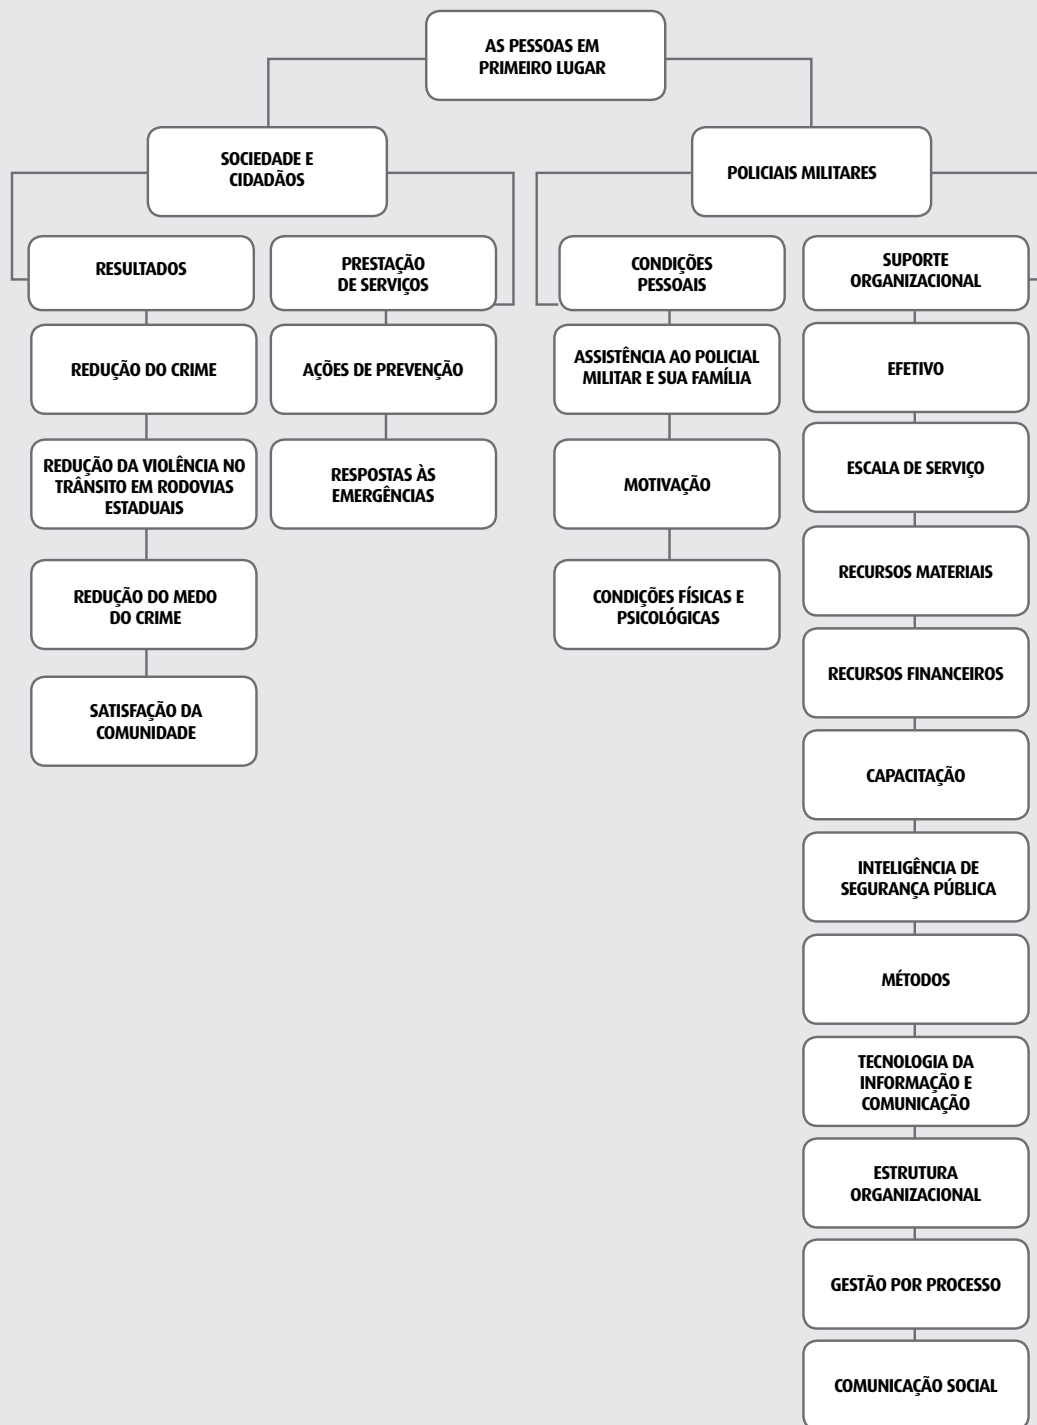 AS PESSOAS EM
PRIMEIRO LUGAR
SOCIEDADE E
CIDADÃOS
POLICIAIS MILITARES
RESULTADOS
PRESTAÇÃO
DE SERVIÇOS
CONDIÇÕES
PESSOAIS
SUPORTE
ORGANIZACIONAL
REDUÇÃO DO CRIME
REDUÇÃO DA VIOLÊNCIA NO
TRÂNSITO EM RODOVIAS
ESTADUAIS
REDUÇÃO DO MEDO
DO CRIME
SATISFAÇÃO DA
COMUNIDADE
AÇÕES DE PREVENÇÃO
RESPOSTAS ÀS
EMERGÊNCIAS
ASSISTÊNCIA AO POLICIAL
MILITAR E SUA FAMÍLIA
MOTIVAÇÃO
CONDIÇÕES FÍSICAS E
PSICOLÓGICAS
EFETIVO
ESCALA DE SERVIÇO
RECURSOS MATERIAIS
RECURSOS FINANCEIROS
CAPACITAÇÃO
INTELIGÊNCIA DE
SEGURANÇA PÚBLICA
MÉTODOS
TECNOLOGIA DA
INFORMAÇÃO E
COMUNICAÇÃO
ESTRUTURA
ORGANIZACIONAL
GESTÃO POR PROCESSO
COMUNICAÇÃO SOCIAL